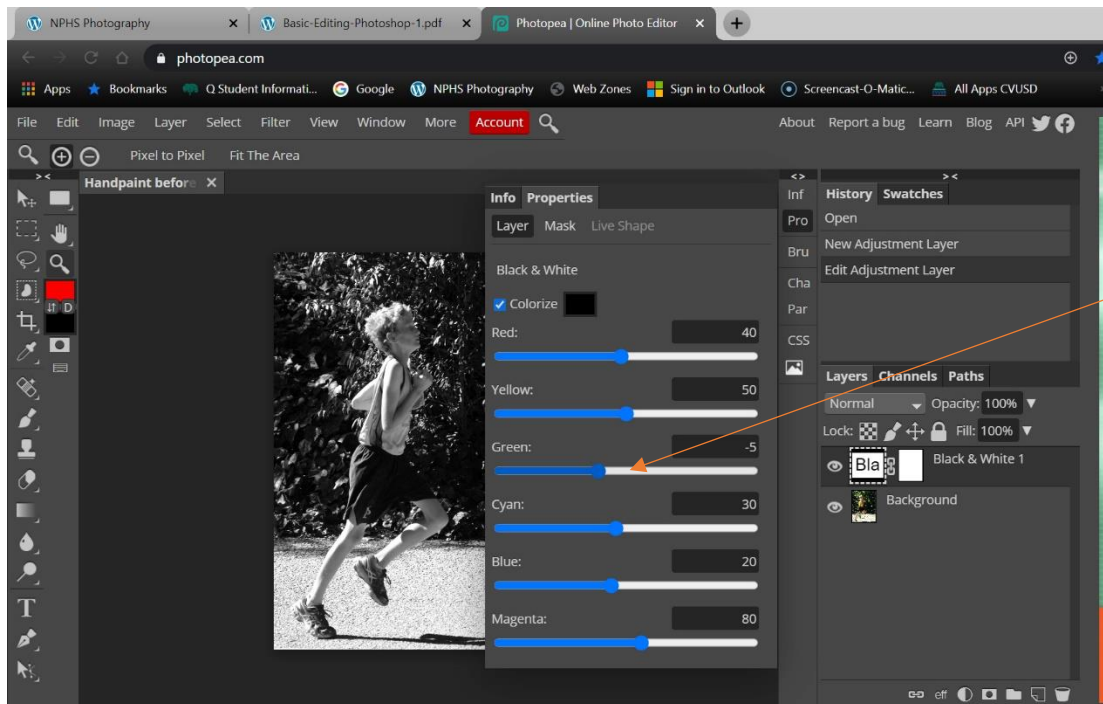 NPHS Photography Basic-Editing-Photoshop-1.pdf Photopea | Online Photo Editor
photopea.com
Apps Bookmarks Q Student Informati... Google NPHS Photography Web Zones Sign in to Outlook Screencast-O-Matic... All Apps CVUSD
File Edit Image Layer Select Filter View Window More Account About Report a bug Learn Blog API
Pixel to Pixel Fit The Area
Handpaint before
Info Properties
Layer Mask Live Shape
Black & White
Colorize
Red: 40
Yellow: 50
Green: -5
Cyan: 30
Blue: 20
Magenta: 80
D
T
Inf
Pro
Bru
Cha
Par
CSS
History Swatches
Open
New Adjustment Layer
Edit Adjustment Layer
Layers Channels Paths
Normal Opacity: 100%
Lock: Fill: 100%
Bla Black & White 1
Background
eff